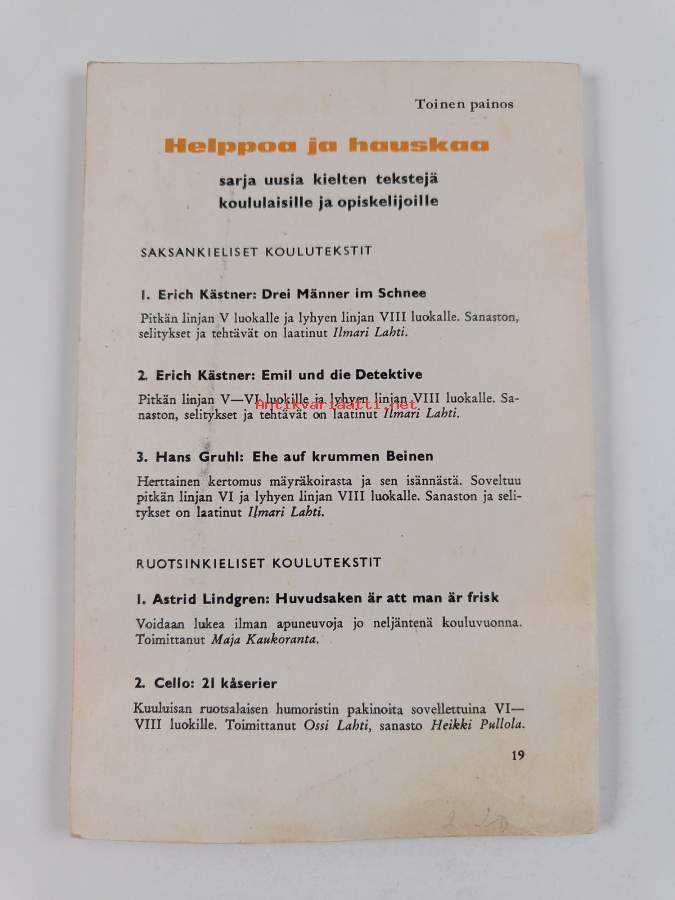 Toinen painos
Helppoa ja hauskaa
sarja uusia kielten tekstejä
koululaisille ja opiskelijoille
SAKSANKIELISET KOULUTEKSTIT
1. Erich Kästner: Drei Männer im Schnee
Pitkän linjan V luokalle ja lyhyen linjan VIII luokalle. Sanaston,
selitykset ja tehtävät on laatinut Ilmari Lahti.
2. Erich Kästner: Emil und die Detektive
Pitkän linjan V—VI luokille ja lyhyen linjan VIII luokalle. Sa-
naston, selitykset ja tehtävät on laatinut Ilmari Lahti.
Antikvariaatti.net
3. Hans Gruhl: Ehe auf krummen Beinen
Herttainen kertomus mäyräkoirasta ja sen isännästä. Soveltuu
pitkän linjan VI ja lyhyen linjan VIII luokalle. Sanaston ja seli-
tykset on laatinut Ilmari Lahti.
RUOTSINKIELISET KOULUTEKSTIT
1. Astrid Lindgren: Huvudsaken är att man är frisk
Voidaan lukea ilman apuneuvoja jo neljäntenä kouluvuonna.
Toimittanut Maja Kaukoranta.
2. Cello: 21 kåserier
Kuuluisan ruotsalaisen humoristin pakinoita sovellettuina VI—
VIII luokille. Toimittanut Ossi Lahti, sanasto Heikki Pullola.
19